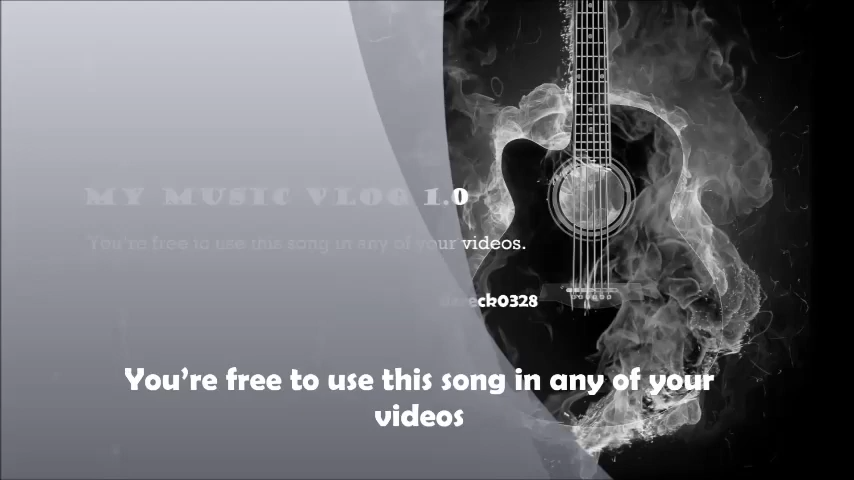 MY MUSIC VLOG 1.0
You're free to use this song in any of your videos.
dareck0328
You're free to use this song in any of your
videos